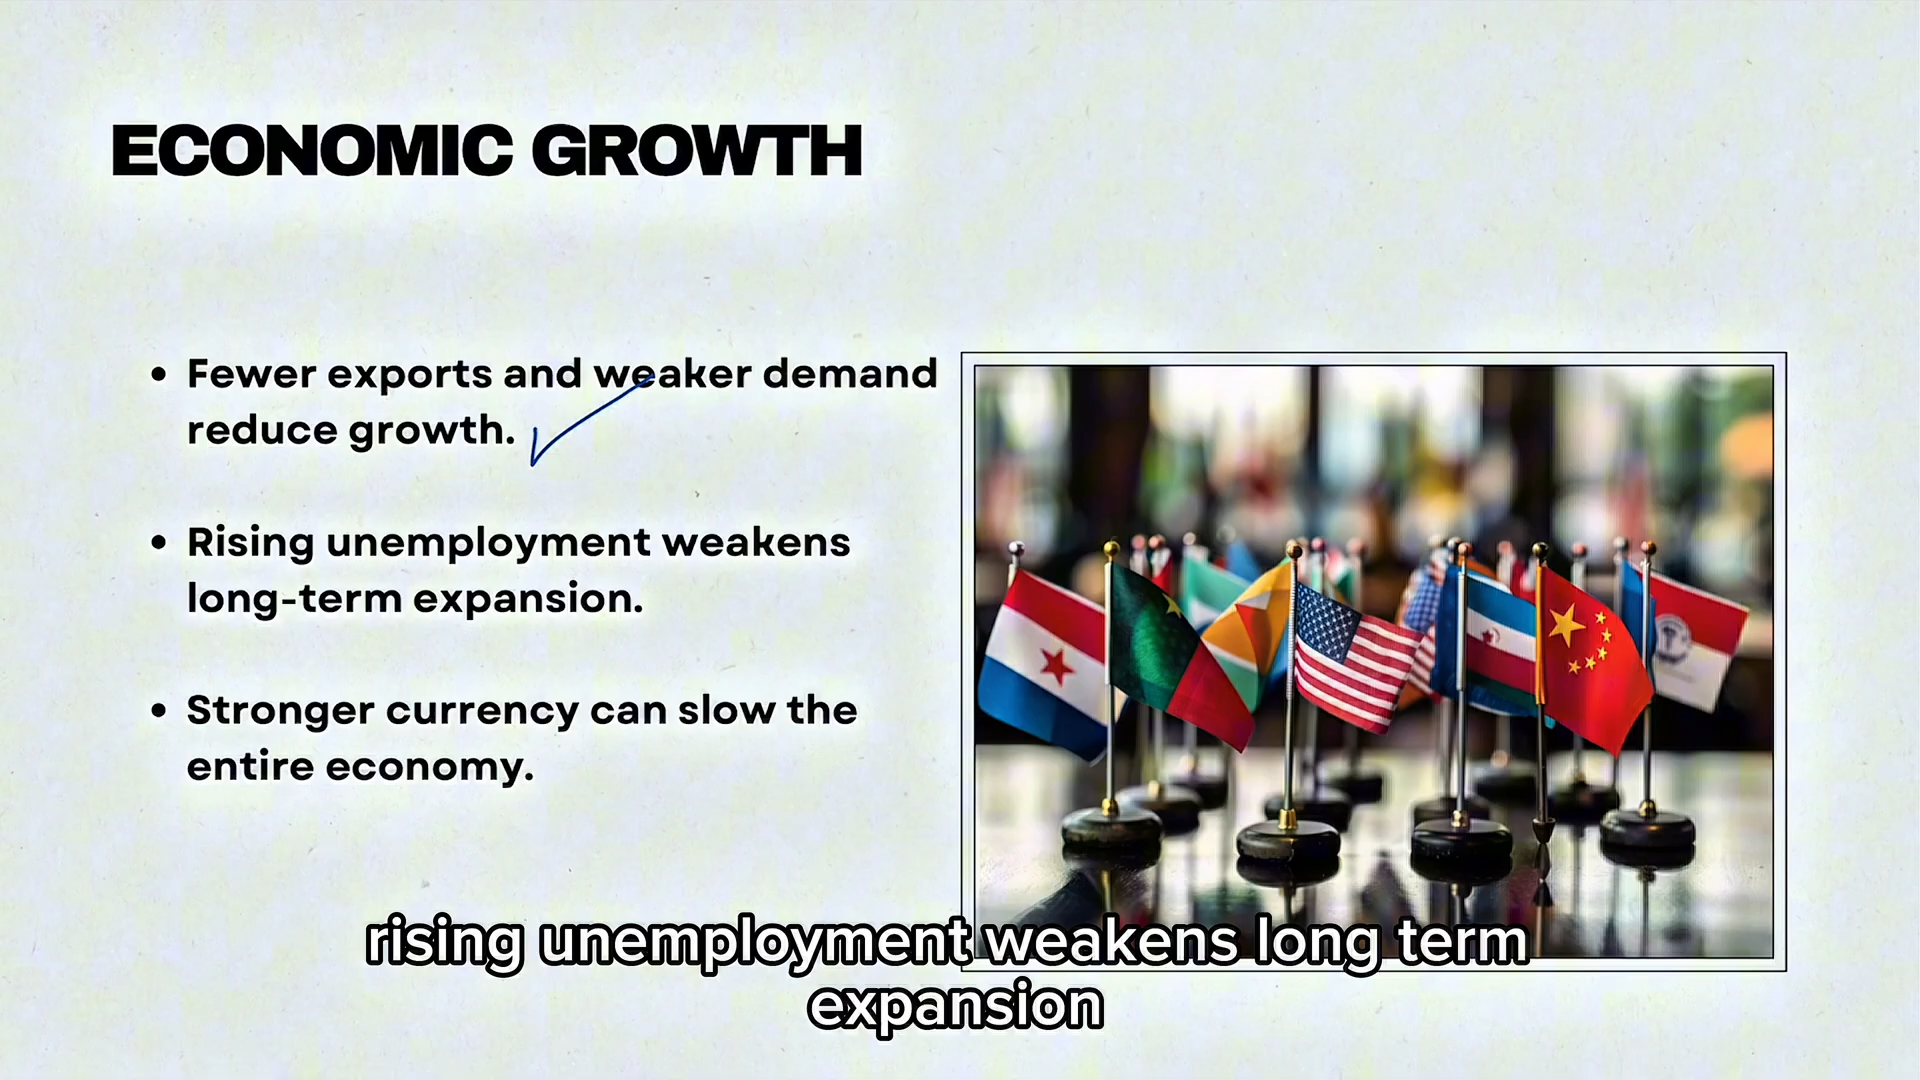 ECONOMIC GROWTH
• Fewer exports and weaker demand
reduce growth.
• Rising unemployment weakens
long-term expansion.
• Stronger currency can slow the
entire economy.
rising unemployment weakens long term
expansion